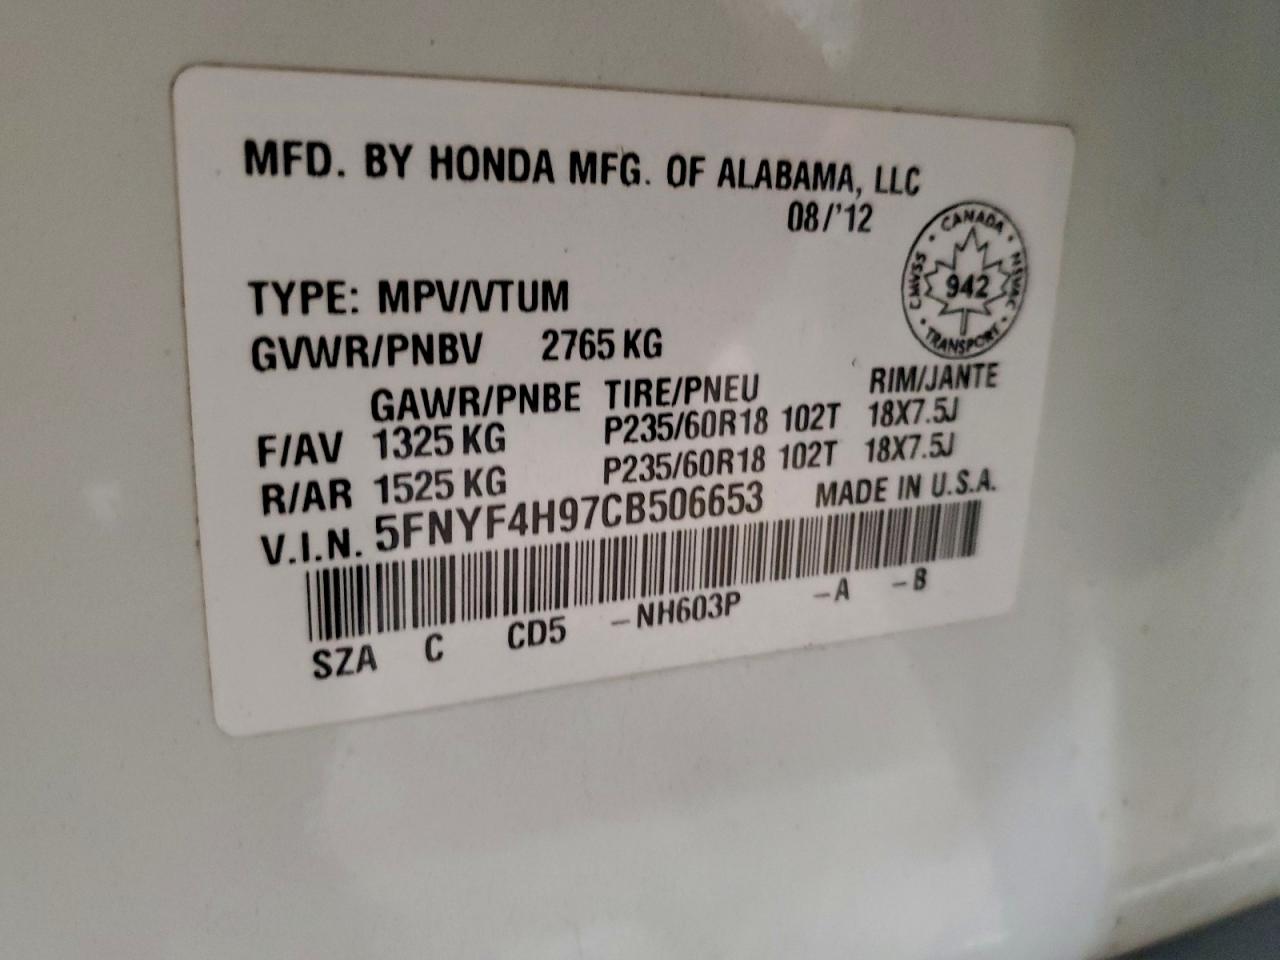 MFD. BY HONDA MFG. OF ALABAMA, LLC
08/'12
CANADA
CMVSS
942
NSVAC
TRANSPORT
TYPE: MPV/VTUM
GVWR/PNBV 2765 KG
GAWR/PNBE TIRE/PNEU RIM/JANTE
F/AV 1325 KG P235/60R18 102T 18X7.5J
R/AR 1525 KG P235/60R18 102T 18X7.5J
V.I.N. 5FNYF4H97CB506653 MADE IN U.S.A.
SZA C CD5 -NH603P -A -B